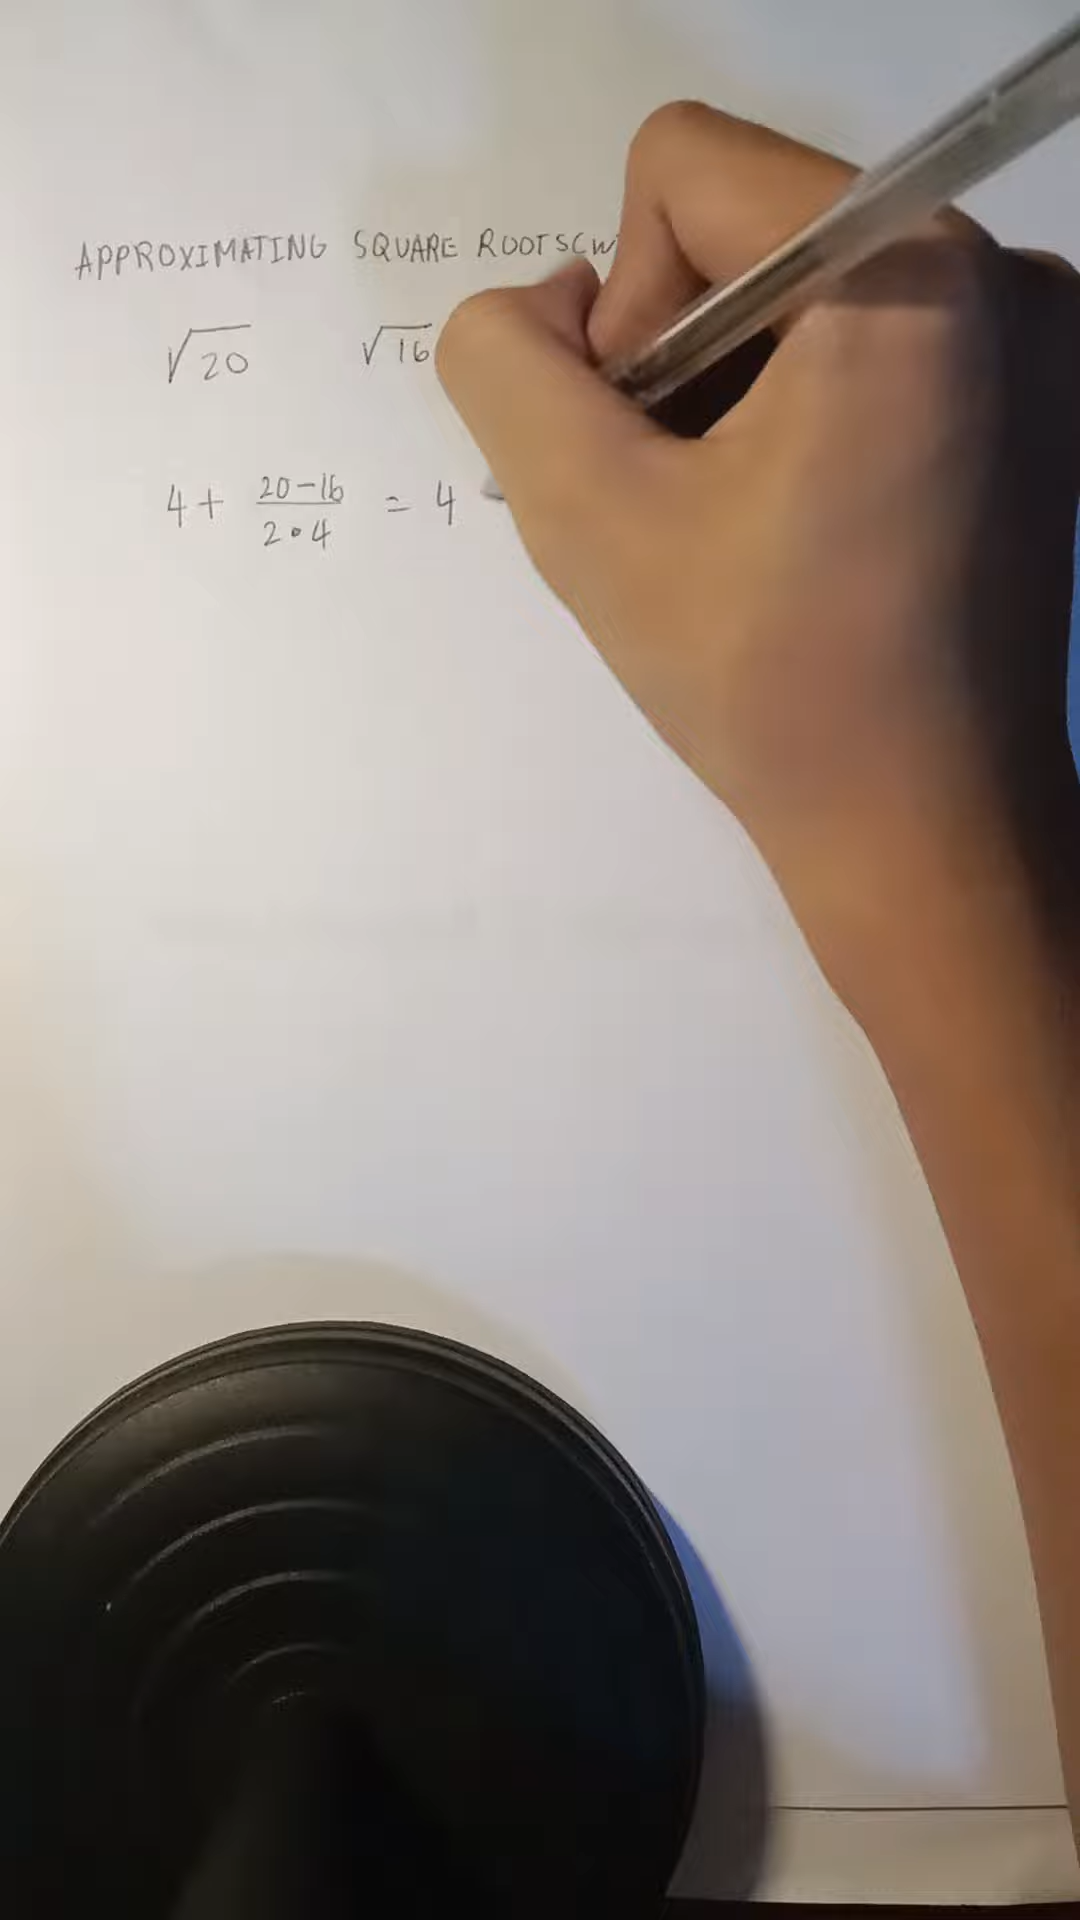 APPROXIMATING SQUARE ROOTS
√20 √16
4 + 20-16 / 2•4 = 4